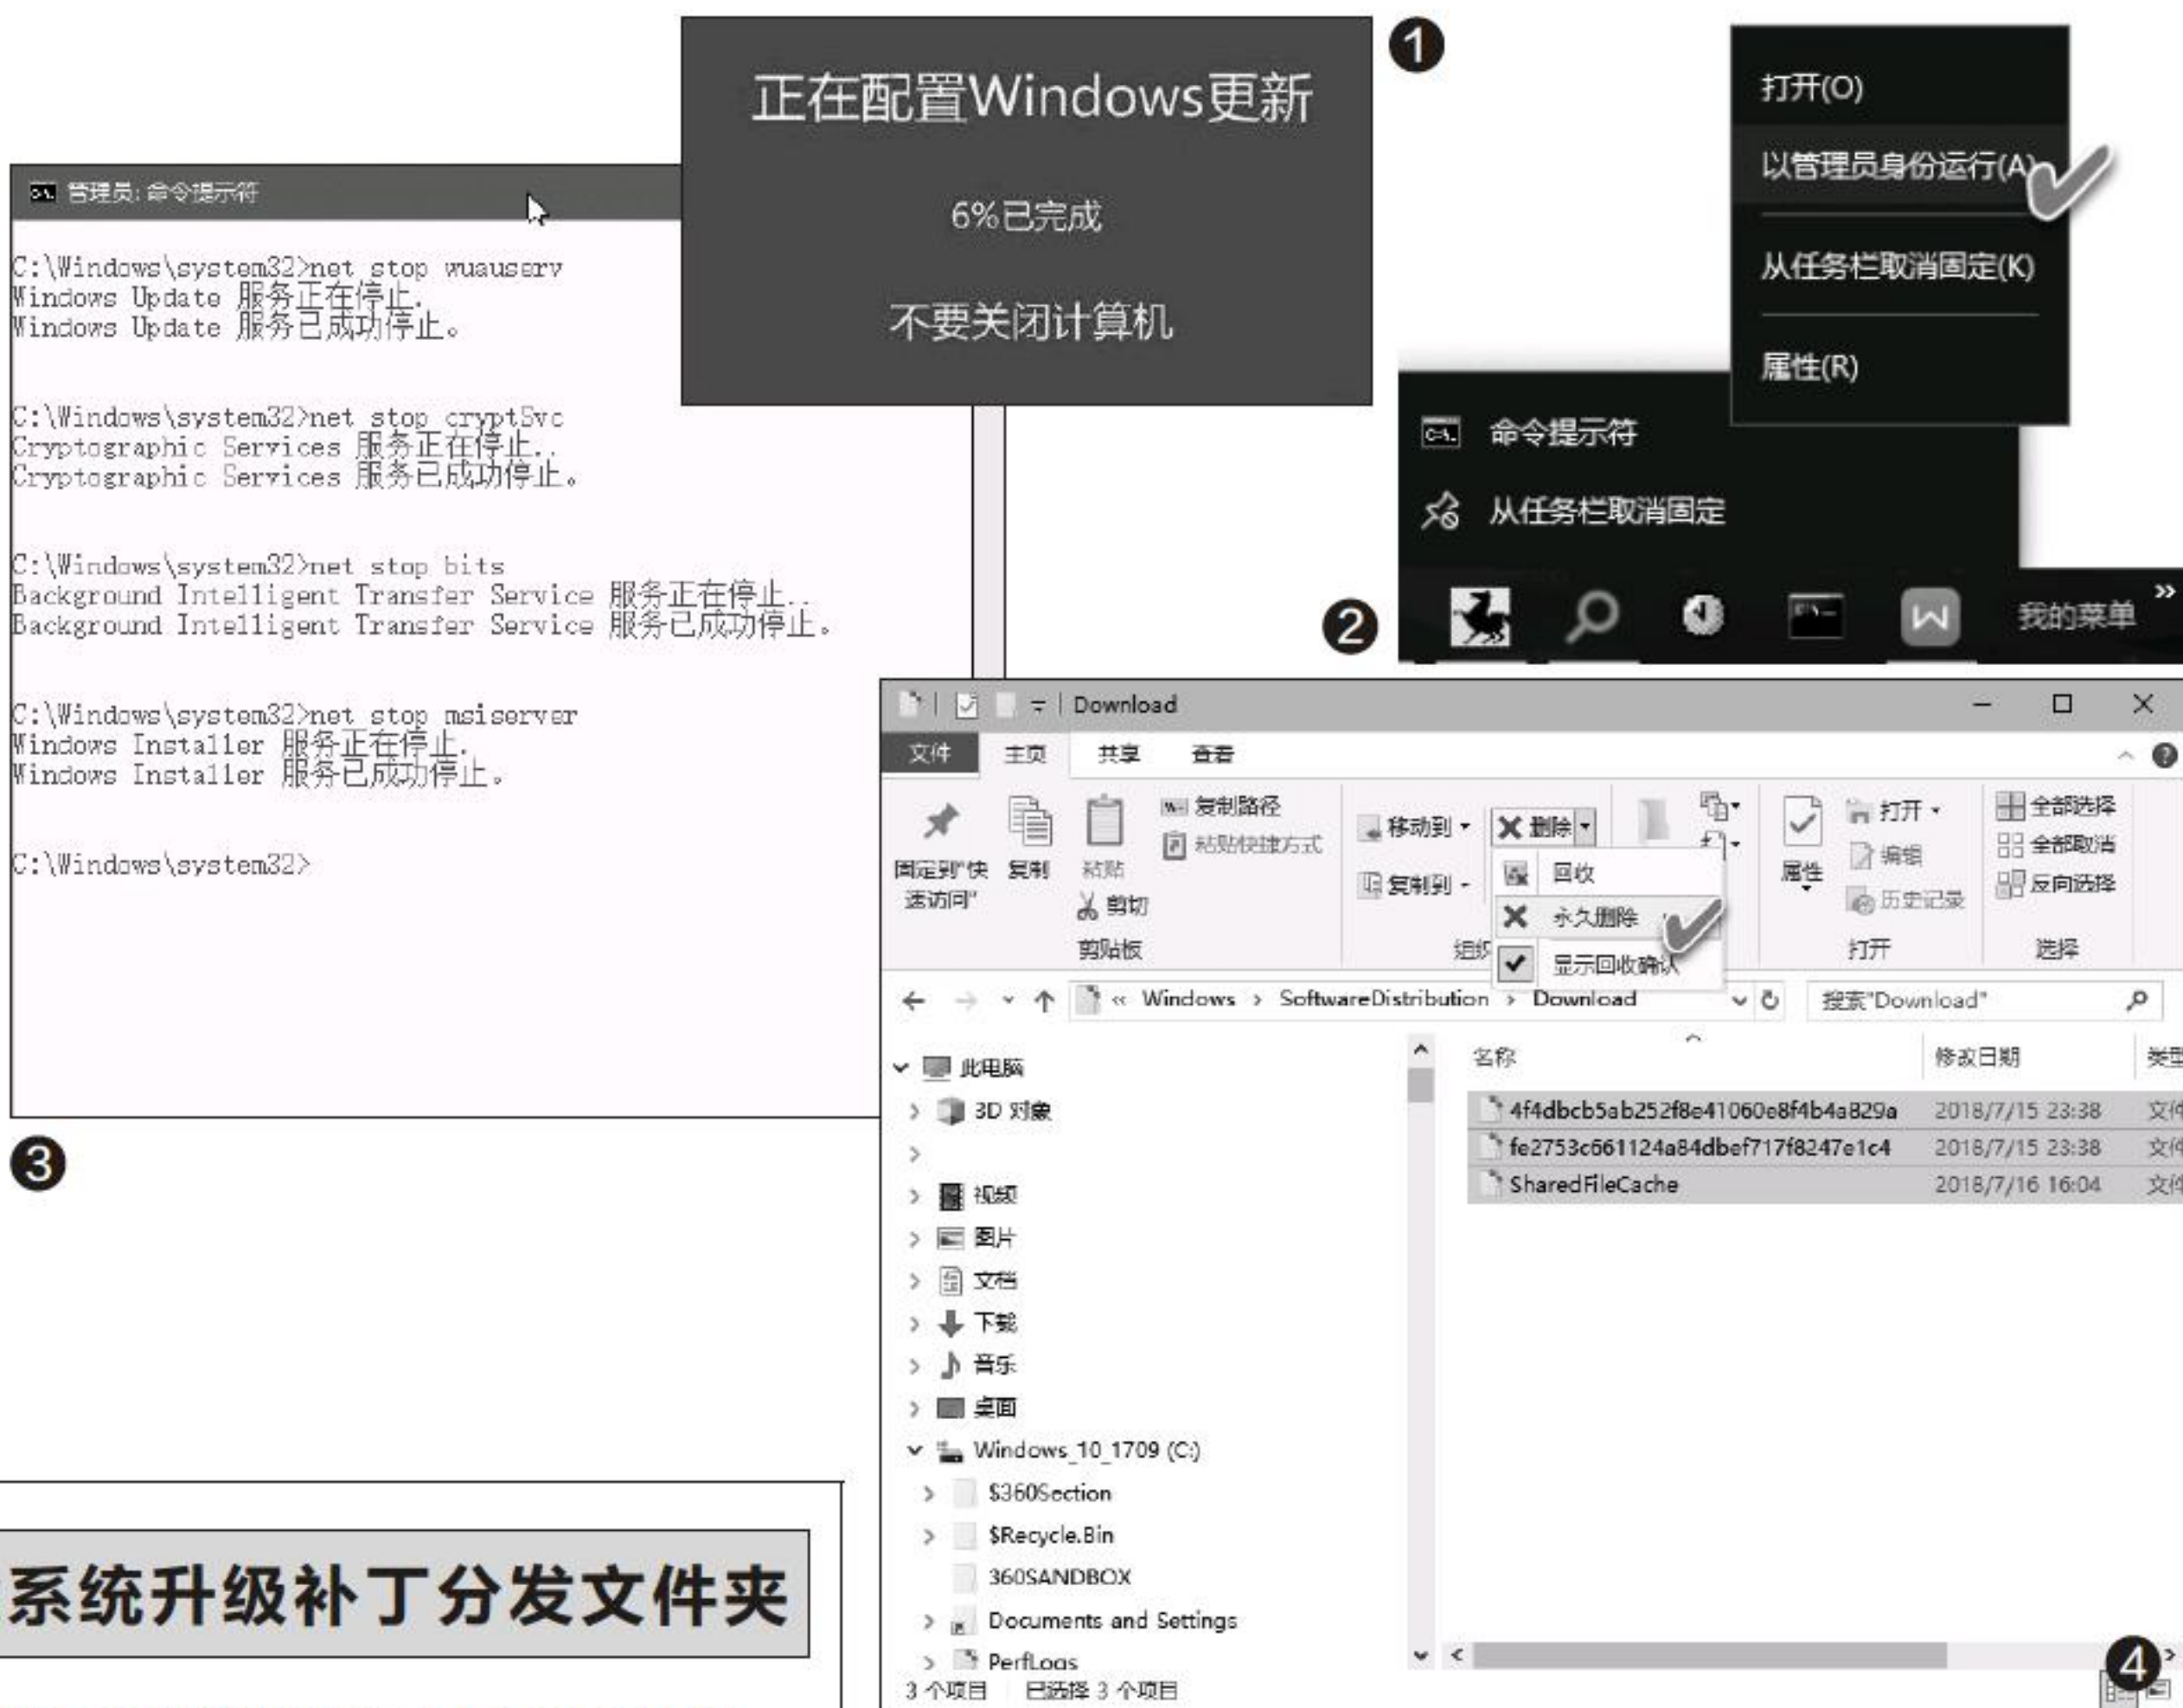 正在配置Windows更新
6%已完成
不要关闭计算机
1
打开(O)
以管理员身份运行(A)
从任务栏取消固定(K)
属性(R)
命令提示符
从任务栏取消固定
我的菜单
2
管理员: 命令提示符
C:\Windows\system32>net stop wuauserv
Windows Update 服务正在停止.
Windows Update 服务已成功停止。
C:\Windows\system32>net stop cryptSvc
Cryptographic Services 服务正在停止..
Cryptographic Services 服务已成功停止。
C:\Windows\system32>net stop bits
Background Intelligent Transfer Service 服务正在停止..
Background Intelligent Transfer Service 服务已成功停止。
C:\Windows\system32>net stop msiserver
Windows Installer 服务正在停止.
Windows Installer 服务已成功停止。
C:\Windows\system32>
3
Download
文件 主页 共享 查看
固定到"快速访问"
复制
粘贴
复制路径
粘贴快捷方式
剪切
剪贴板
移动到
复制到
删除
回收
永久删除
显示回收确认
组织
属性
打开
编辑
历史记录
打开
全部选择
全部取消
反向选择
选择
« Windows > SoftwareDistribution > Download
搜索"Download"
此电脑
3D 对象
视频
图片
文档
下载
音乐
桌面
Windows_10_1709 (C:)
$360Section
$Recycle.Bin
360SANDBOX
Documents and Settings
PerfLogs
名称 修改日期 类型
4f4dbcb5ab252f8e41060e8f4b4a829a 2018/7/15 23:38 文件
fe2753c661124a84dbef717f8247e1c4 2018/7/15 23:38 文件
SharedFileCache 2018/7/16 16:04 文件
3 个项目 已选择 3 个项目
4
系统升级补丁分发文件夹